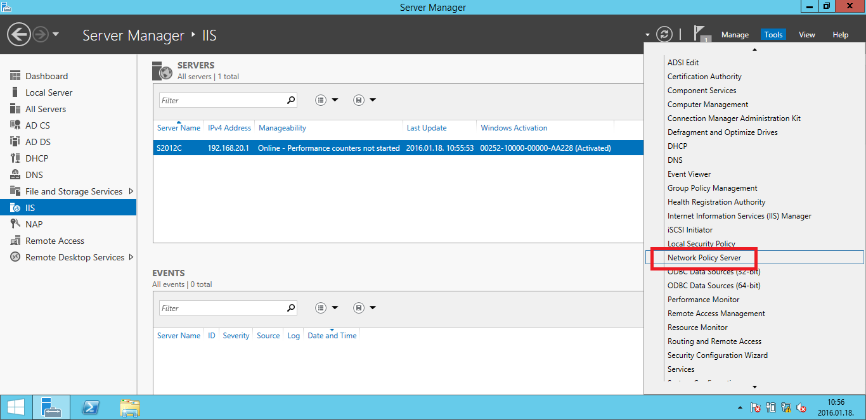 Server Manager
Server Manager • IIS
1
Manage
Tools
View
Help
Dashboard
Local Server
All Servers
AD CS
AD DS
DHCP
DNS
File and Storage Services
IIS
NAP
Remote Access
Remote Desktop Services
SERVERS
All servers | 1 total
Filter
Server Name IPv4 Address Manageability Last Update Windows Activation
S2012C 192.168.20.1 Online - Performance counters not started 2016.01.18. 10:55:53 00252-10000-00000-AA228 (Activated)
EVENTS
All events | 0 total
Filter
Server Name ID Severity Source Log Date and Time
ADSI Edit
Certification Authority
Component Services
Computer Management
Connection Manager Administration Kit
Defragment and Optimize Drives
DHCP
DNS
Event Viewer
Group Policy Management
Health Registration Authority
Internet Information Services (IIS) Manager
iSCSI Initiator
Local Security Policy
Network Policy Server
ODBC Data Sources (32-bit)
ODBC Data Sources (64-bit)
Performance Monitor
Remote Access Management
Resource Monitor
Routing and Remote Access
Security Configuration Wizard
Services
10:56
2016.01.18.